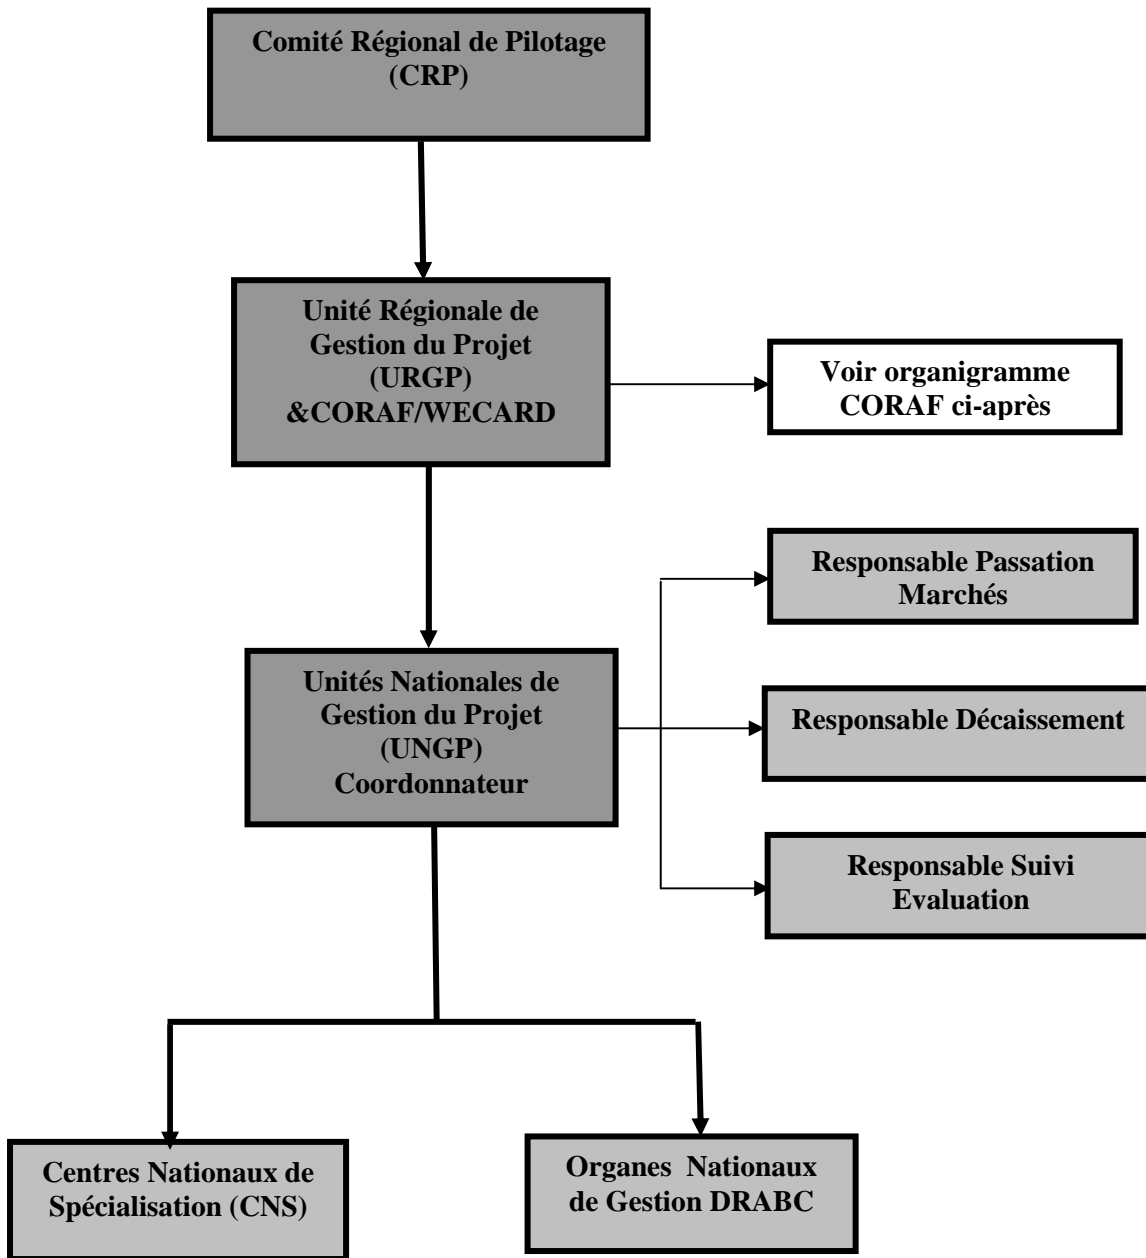 Comité Régional de Pilotage
(CRP)
Unité Régionale de
Gestion du Projet
(URGP)
&CORAF/WECARD
Voir organigramme
CORAF ci-après
Responsable Passation
Marchés
Unités Nationales de
Gestion du Projet
(UNGP)
Coordonnateur
Responsable Décaissement
Responsable Suivi
Evaluation
Centres Nationaux de
Spécialisation (CNS)
Organes Nationaux
de Gestion DRABC